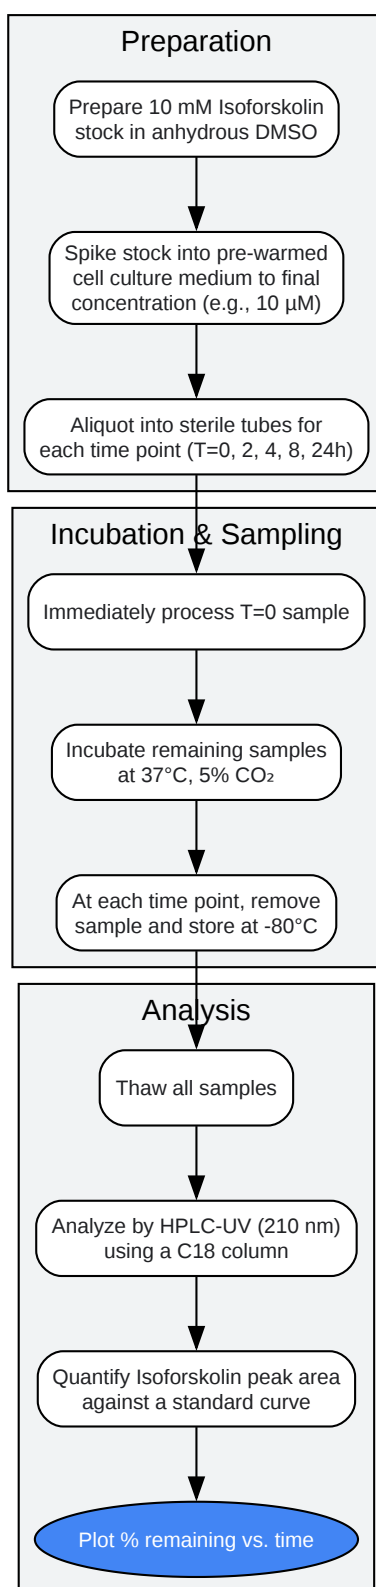 Preparation
Prepare 10 mM Isoforskolin
stock in anhydrous DMSO
Spike stock into pre-warmed
cell culture medium to final
concentration (e.g., 10 µM)
Aliquot into sterile tubes for
each time point (T=0, 2, 4, 8, 24h)
Incubation & Sampling
Immediately process T=0 sample
Incubate remaining samples
at 37°C, 5% CO₂
At each time point, remove
sample and store at -80°C
Analysis
Thaw all samples
Analyze by HPLC-UV (210 nm)
using a C18 column
Quantify Isoforskolin peak area
against a standard curve
Plot % remaining vs. time